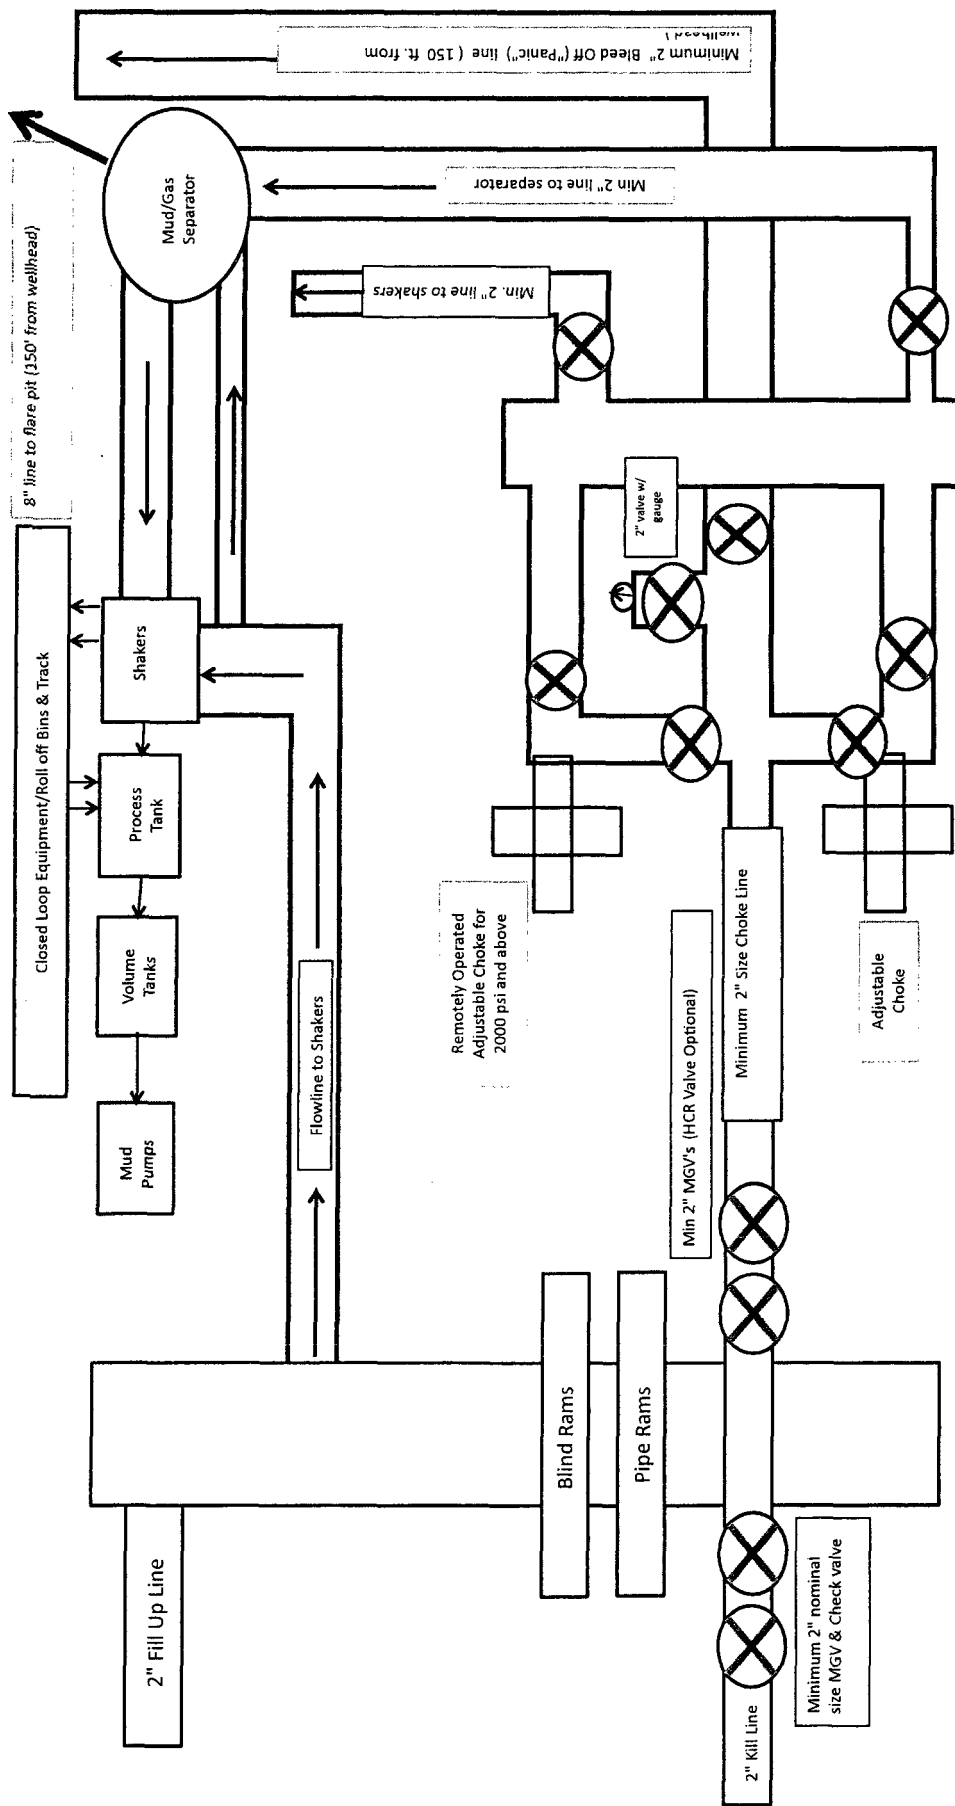 2" Fill Up Line
Blind Rams
Pipe Rams
2" Kill Line
Minimum 2" nominal
size MGV & Check valve
Mud
Pumps
Volume
Tanks
Process
Tank
Shakers
Closed Loop Equipment/Roll off Bins & Track
8" line to flare pit (150' from wellhead)
Mud/Gas
Separator
Flowline to Shakers
Remotely Operated
Adjustable Choke for
2000 psi and above
Min 2" MGV's (HCR Valve Optional)
Minimum 2" Size Choke Line
Adjustable
Choke
2" valve w/
gauge
Min. 2" line to shakers
Min 2" line to separator
Minimum 2" Bleed Off ("Panic") line ( 150 ft. from
wellhead)